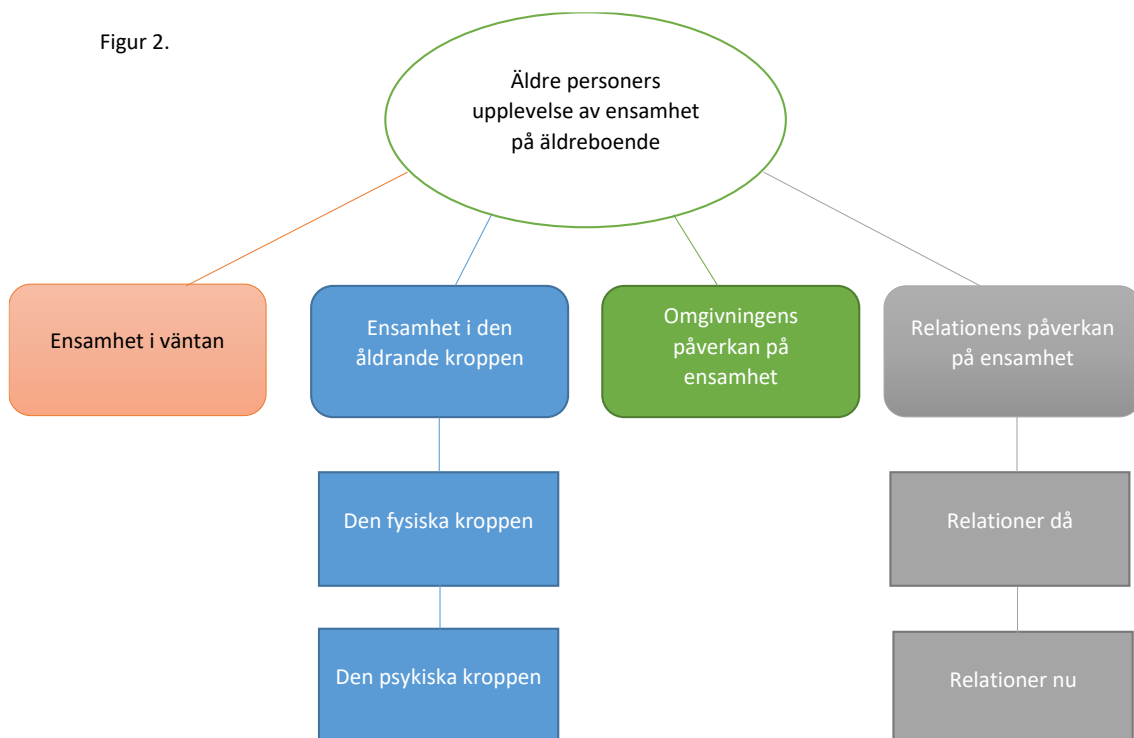 Figur 2.
Äldre personers
upplevelse av ensamhet
på äldreboende
Ensamhet i väntan
Ensamhet i den
åldrande kroppen
Omgivningens
påverkan på
ensamhet
Relationens påverkan
på ensamhet
Den fysiska kroppen
Relationer då
Den psykiska kroppen
Relationer nu